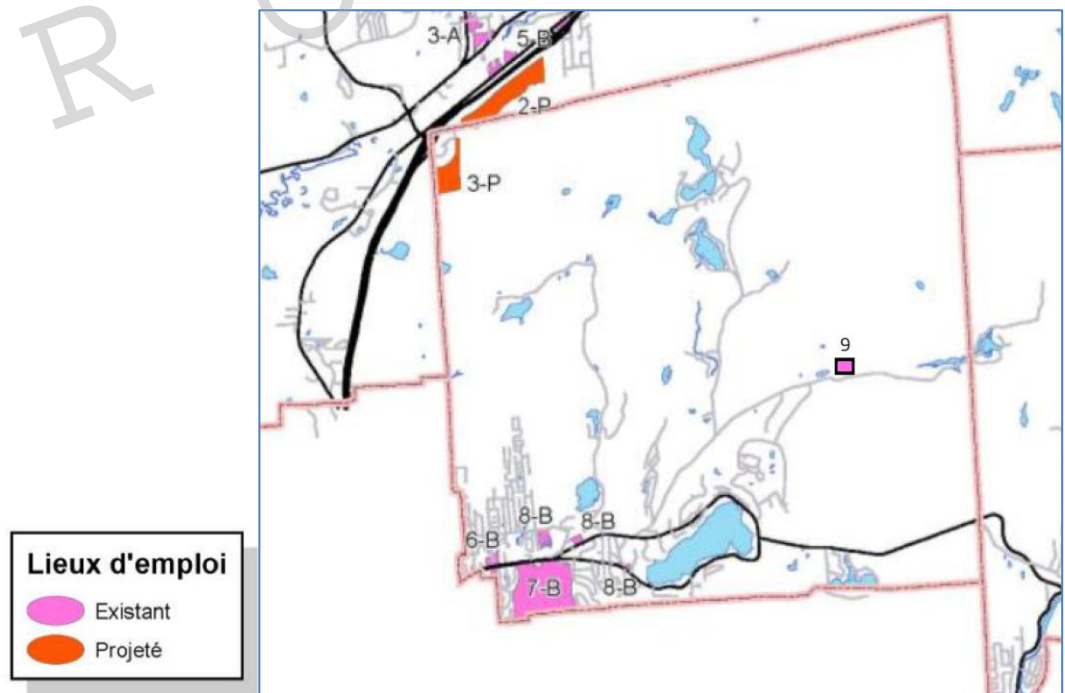 R O
3-A
5-B
2-P
3-P
9
8-B
8-B
6-B
7-B
8-B
Lieux d'emploi
Existant
Projeté